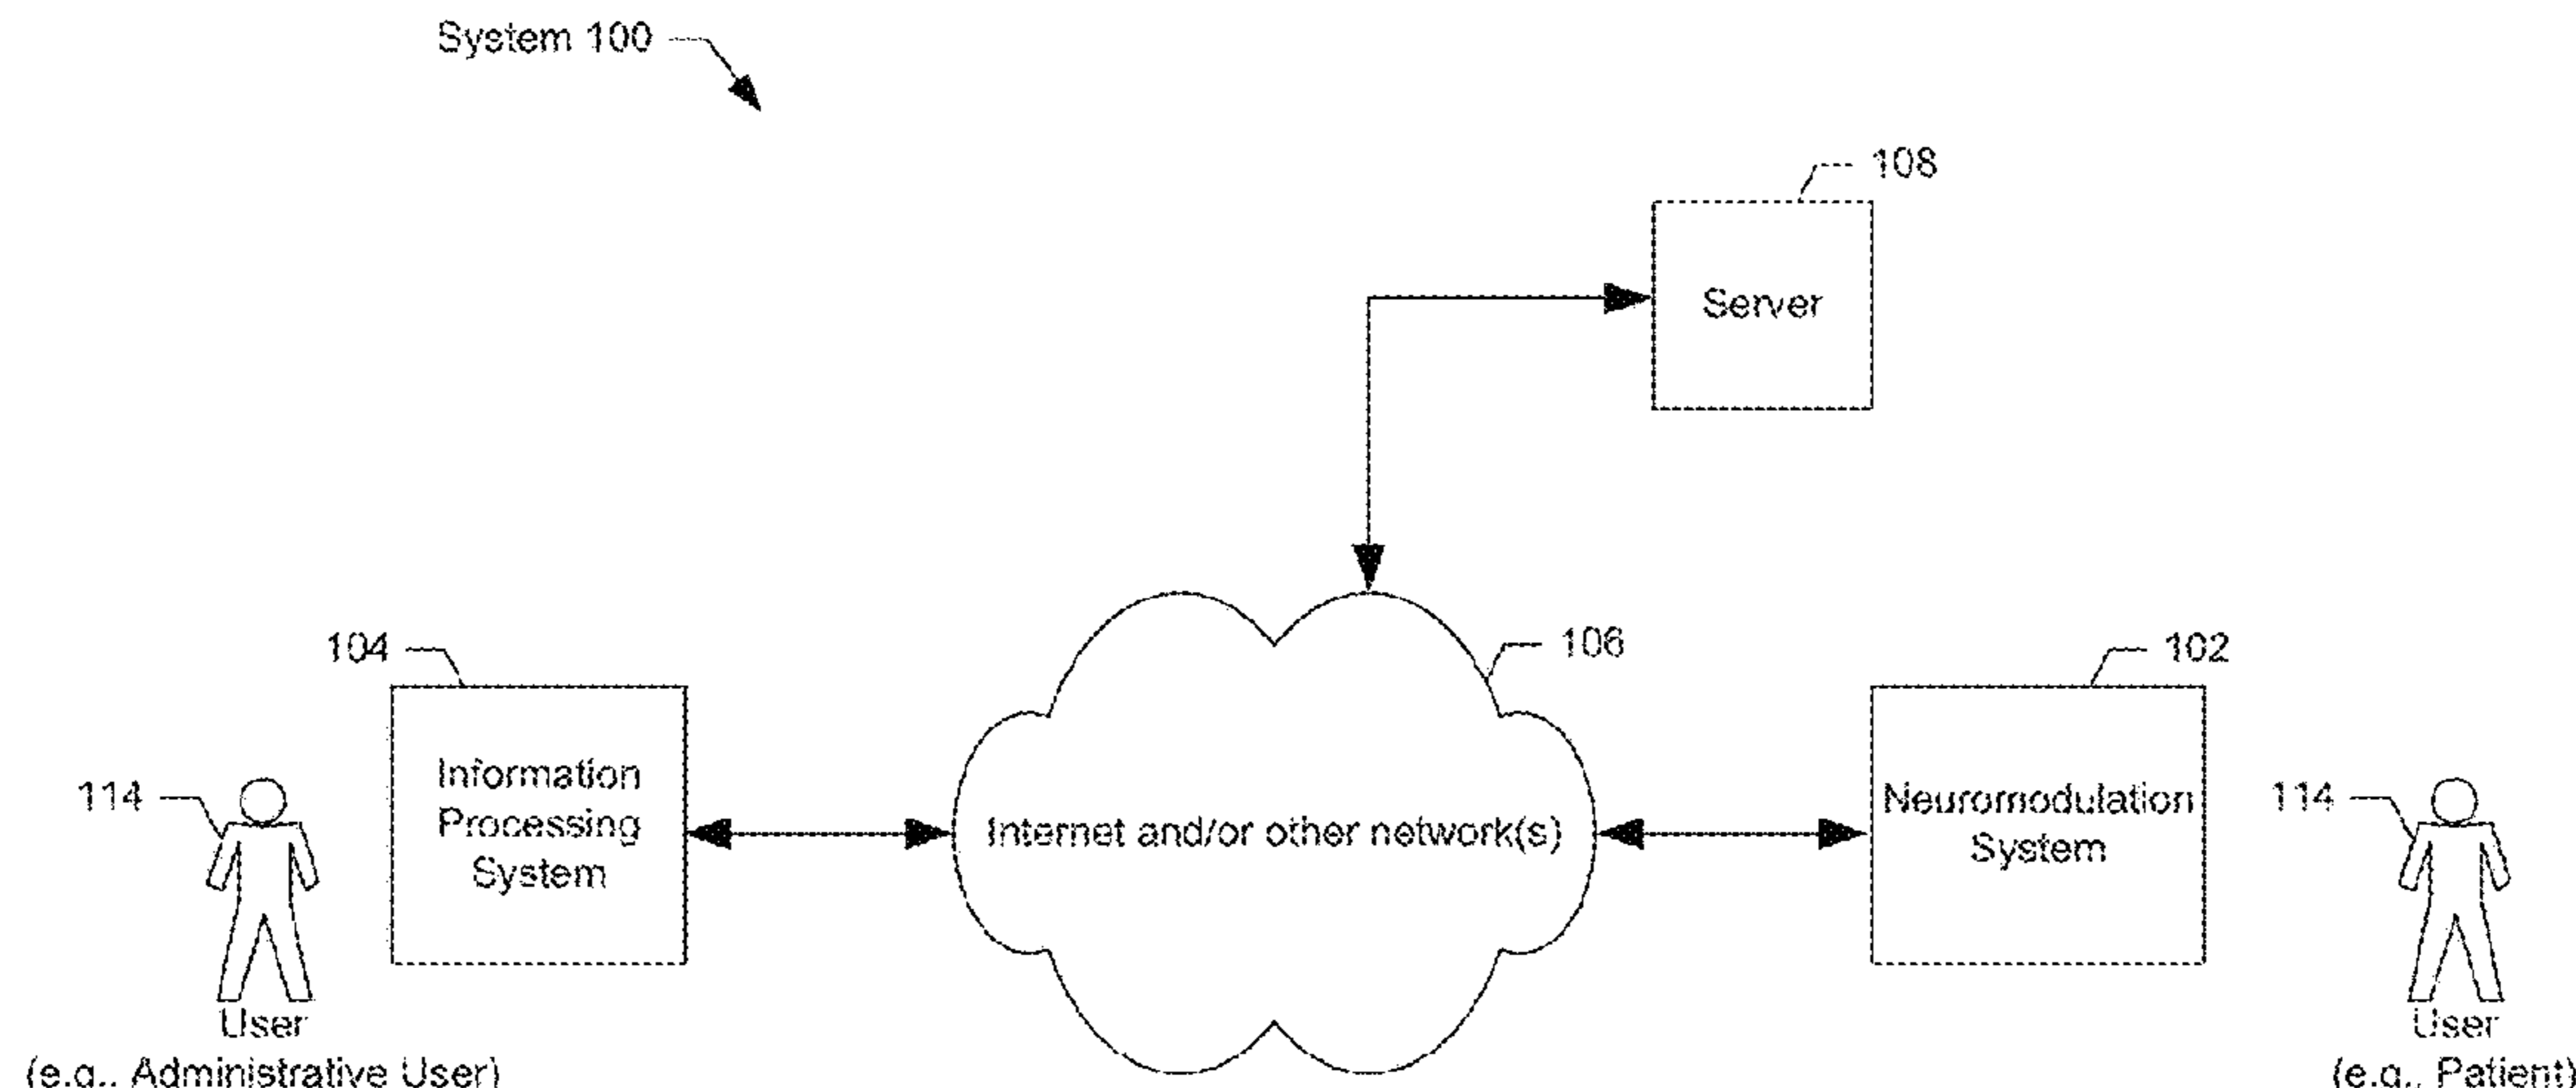 System 100
108
Server
104
106
102
Information
Processing
System
Internet and/or other network(s)
Neuromodulation
System
114
114
User
(e.g., Administrative User)
User
(e.g., Patient)